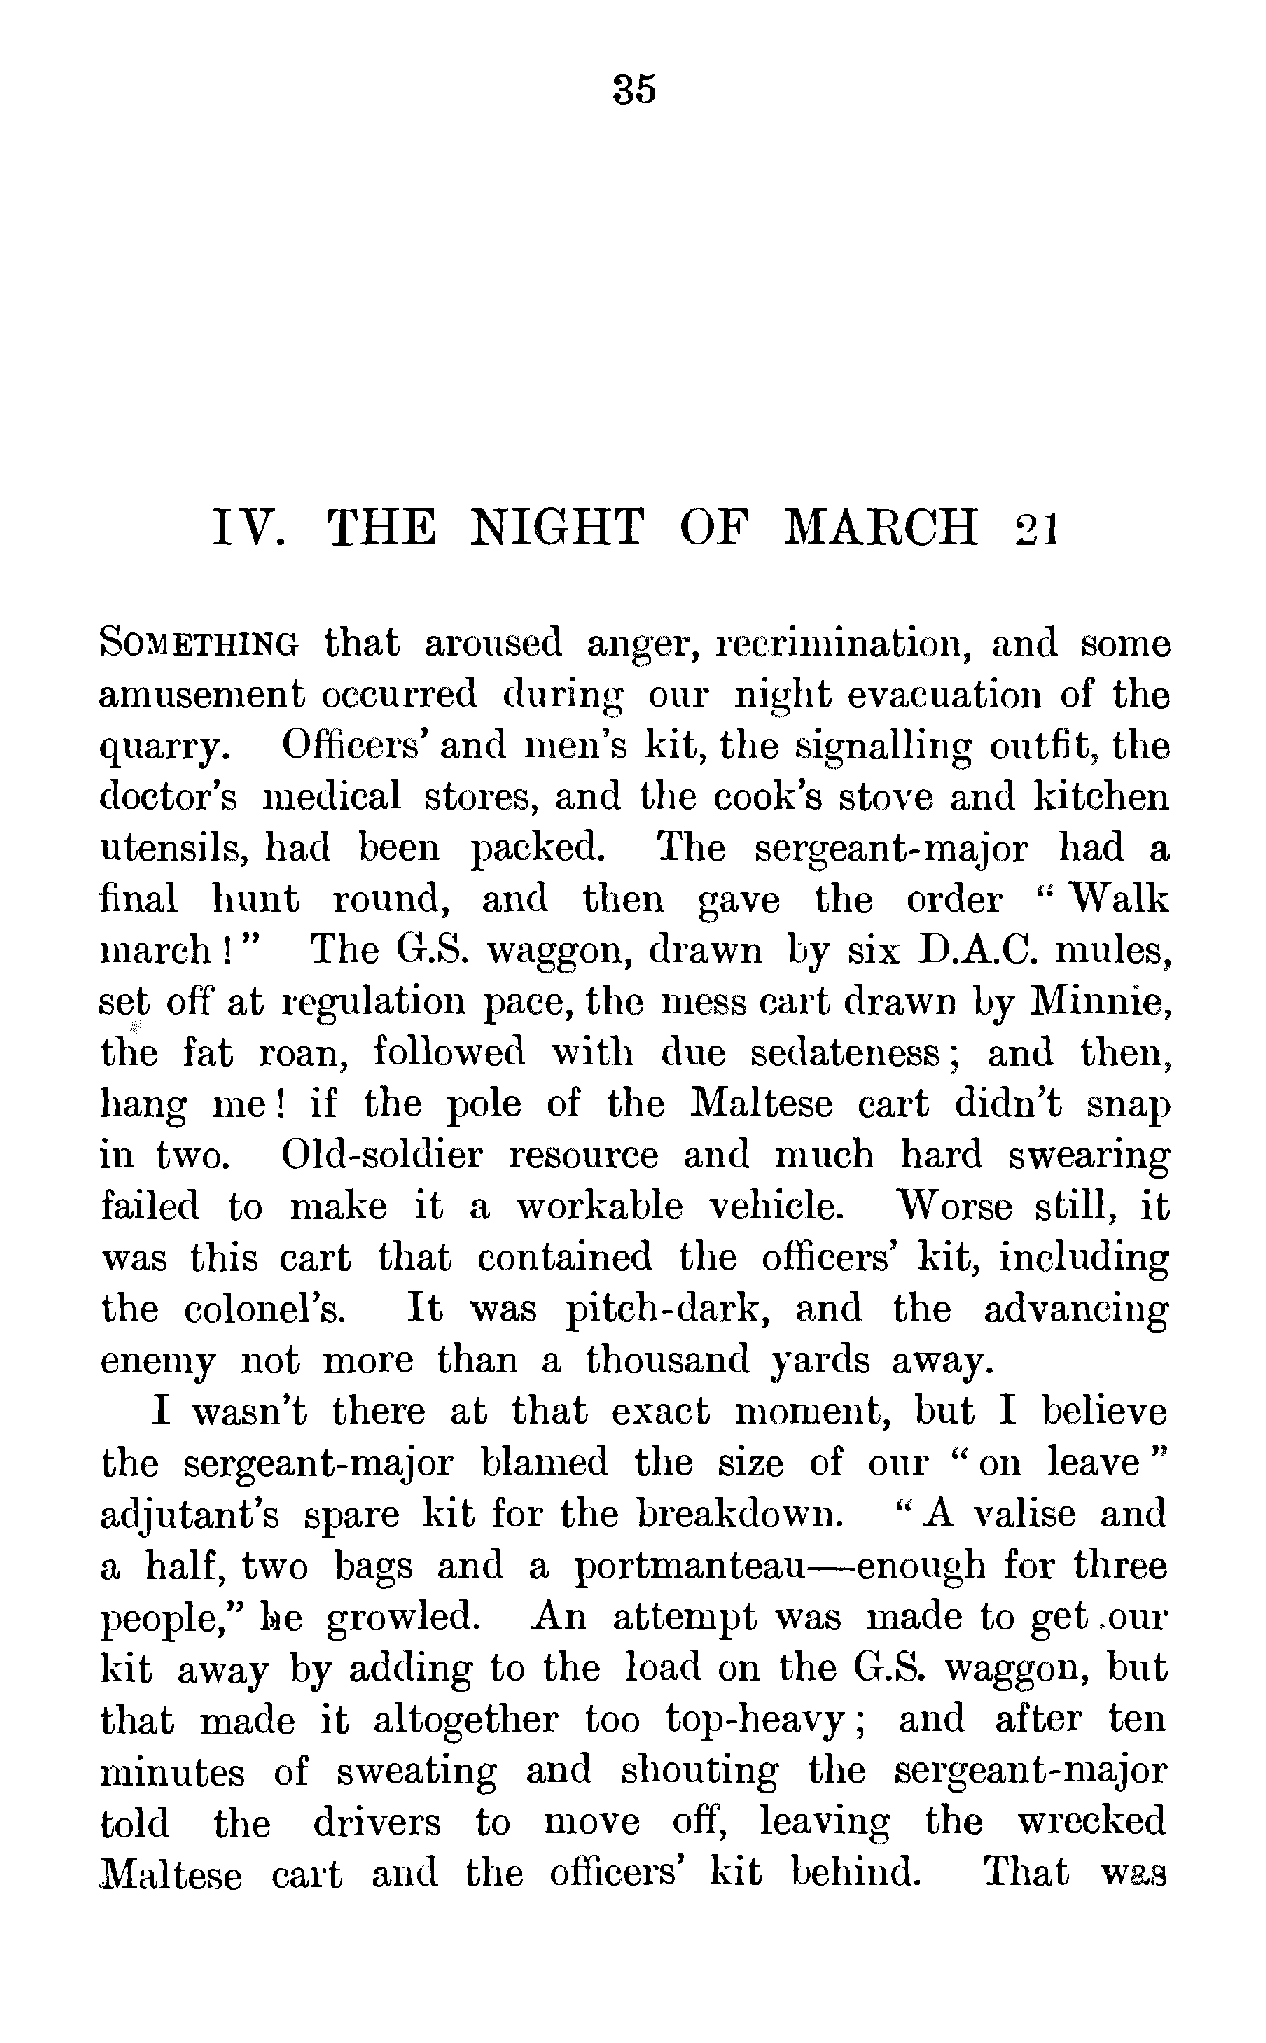 35
IV. THE NIGHT OF MARCH 21
SOMETHING that aroused anger, recrimination, and some
amusement occurred during our night evacuation of the
quarry. Officers' and men's kit, the signalling outfit, the
doctor's medical stores, and the cook's stove and kitchen
utensils, had been packed. The sergeant-major had a
final hunt round, and then gave the order “ Walk
march ! ” The G.S. waggon, drawn by six D.A.C. mules,
set off at regulation pace, the mess cart drawn by Minnie,
the fat roan, followed with due sedateness ; and then,
hang me ! if the pole of the Maltese cart didn't snap
in two. Old-soldier resource and much hard swearing
failed to make it a workable vehicle. Worse still, it
was this cart that contained the officers' kit, including
the colonel's. It was pitch-dark, and the advancing
enemy not more than a thousand yards away.
I wasn't there at that exact moment, but I believe
the sergeant-major blamed the size of our “ on leave ”
adjutant's spare kit for the breakdown. “ A valise and
a half, two bags and a portmanteau—enough for three
people,” he growled. An attempt was made to get our
kit away by adding to the load on the G.S. waggon, but
that made it altogether too top-heavy ; and after ten
minutes of sweating and shouting the sergeant-major
told the drivers to move off, leaving the wrecked
Maltese cart and the officers' kit behind. That was